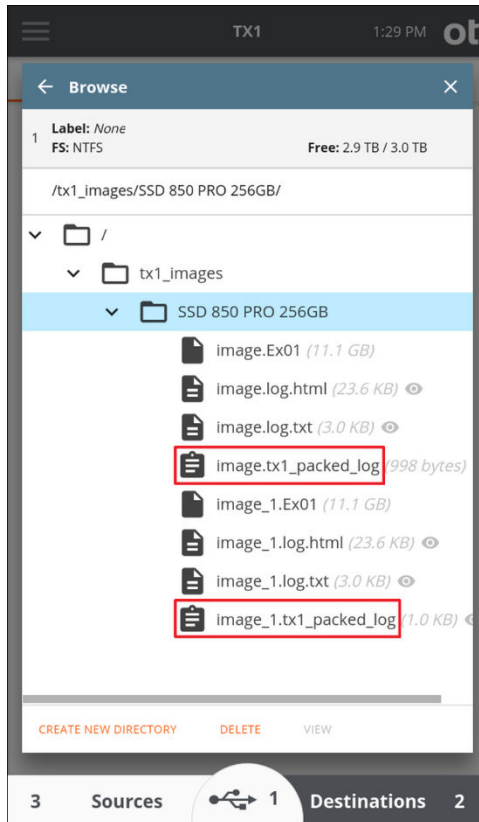 TX1 1:29 PM ot
Browse
1 Label: None
FS: NTFS Free: 2.9 TB / 3.0 TB
/tx1_images/SSD 850 PRO 256GB/
/
tx1_images
SSD 850 PRO 256GB
image.Ex01 (11.1 GB)
image.log.html (23.6 KB)
image.log.txt (3.0 KB)
image.tx1_packed_log (998 bytes)
image_1.Ex01 (11.1 GB)
image_1.log.html (23.6 KB)
image_1.log.txt (3.0 KB)
image_1.tx1_packed_log (1.0 KB)
CREATE NEW DIRECTORY DELETE VIEW
3 Sources 1 Destinations 2